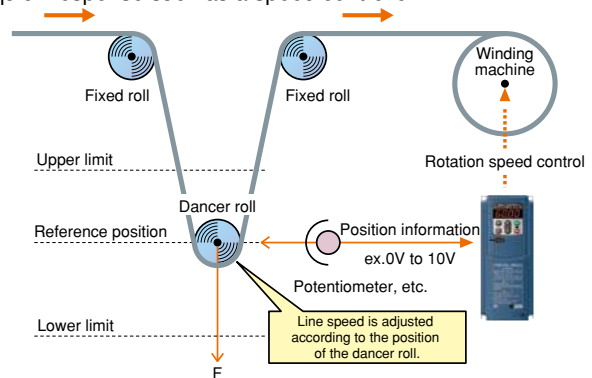 Fixed roll
Fixed roll
Winding
machine
Upper limit
Rotation speed control
Dancer roll
Reference position
Position information
ex.0V to 10V
Potentiometer, etc.
Line speed is adjusted
according to the position
of the dancer roll.
Lower limit
F